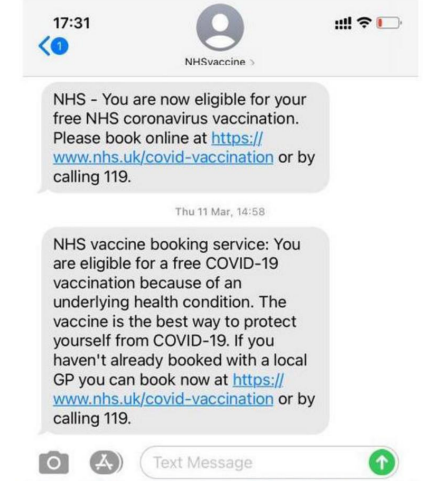 17:31
1
NHSvaccine >
NHS - You are now eligible for your
free NHS coronavirus vaccination.
Please book online at https://
www.nhs.uk/covid-vaccination or by
calling 119.
Thu 11 Mar, 14:58
NHS vaccine booking service: You
are eligible for a free COVID-19
vaccination because of an
underlying health condition. The
vaccine is the best way to protect
yourself from COVID-19. If you
haven't already booked with a local
GP you can book now at https://
www.nhs.uk/covid-vaccination or by
calling 119.
Text Message